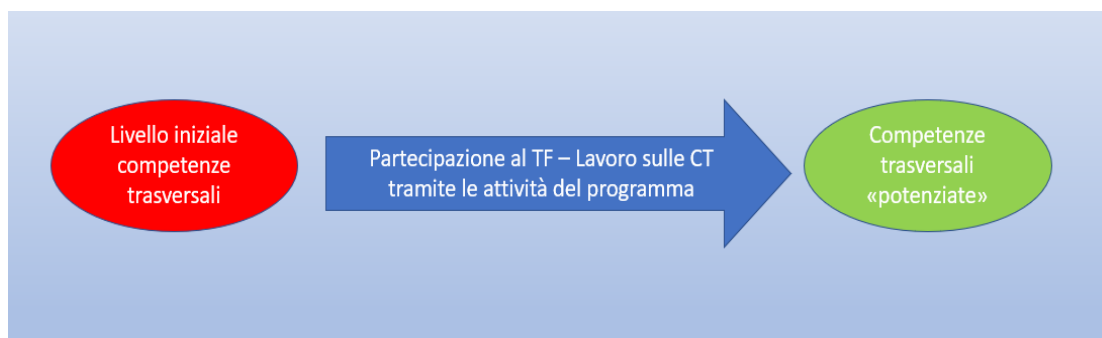 Livello iniziale
competenze
trasversali
Partecipazione al TF – Lavoro sulle CT
tramite le attività del programma
Competenze
trasversali
«potenziate»